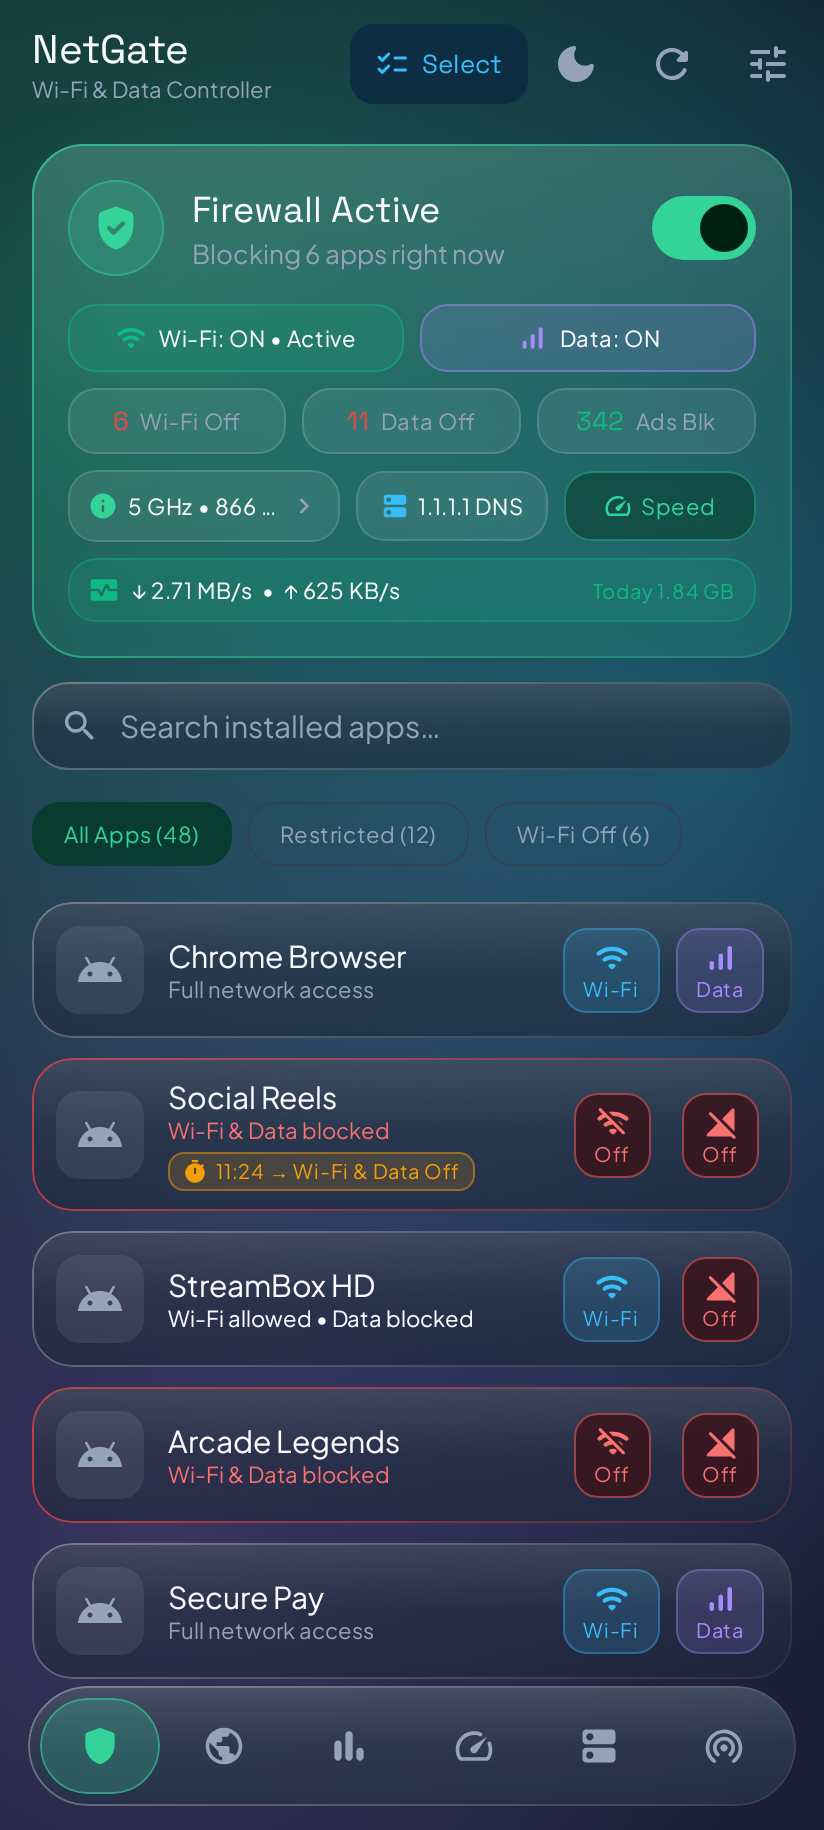 NetGate
Wi-Fi & Data Controller
Select
Firewall Active
Blocking 6 apps right now
Wi-Fi: ON • Active
Data: ON
6 Wi-Fi Off
11 Data Off
342 Ads Blk
5 GHz • 866 ...
1.1.1.1 DNS
Speed
↓ 2.71 MB/s • ↑ 625 KB/s
Today 1.84 GB
Search installed apps...
All Apps (48)
Restricted (12)
Wi-Fi Off (6)
Chrome Browser
Full network access
Wi-Fi
Data
Social Reels
Wi-Fi & Data blocked
11:24 → Wi-Fi & Data Off
Off
Off
StreamBox HD
Wi-Fi allowed • Data blocked
Wi-Fi
Off
Arcade Legends
Wi-Fi & Data blocked
Off
Off
Secure Pay
Full network access
Wi-Fi
Data